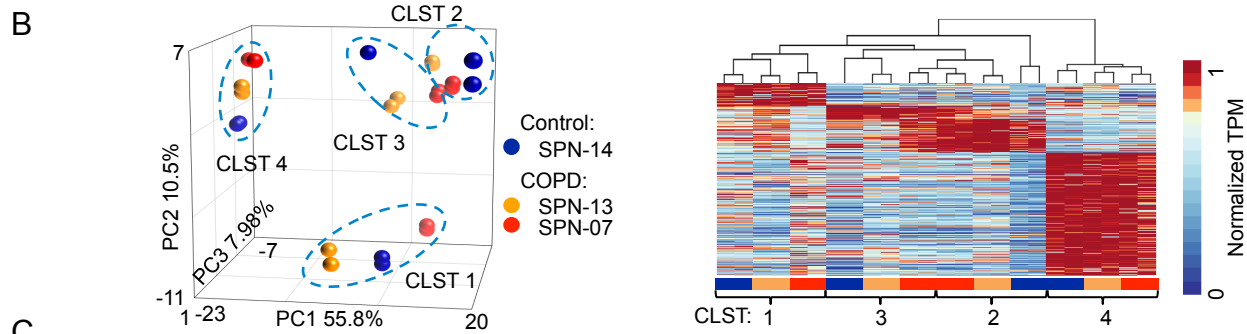 B
CLST 2
7
CLST 3
CLST 4
Control:
SPN-14
COPD:
SPN-13
SPN-07
PC2 10.5%
PC3 7.98%
-7
CLST 1
-11
1
-23
PC1 55.8%
20
1
Normalized TPM
0
CLST: 1 3 2 4
C